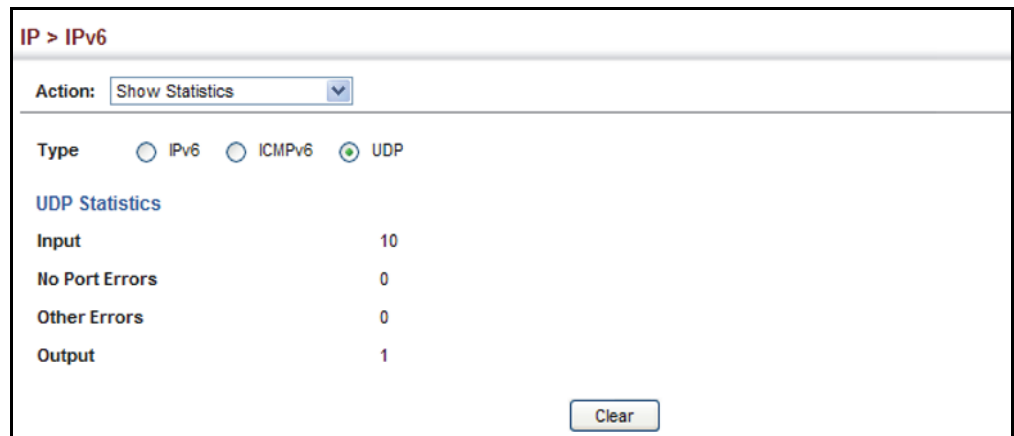 IP > IPv6
Action: Show Statistics
Type IPv6 ICMPv6 UDP
UDP Statistics
Input 10
No Port Errors 0
Other Errors 0
Output 1
Clear